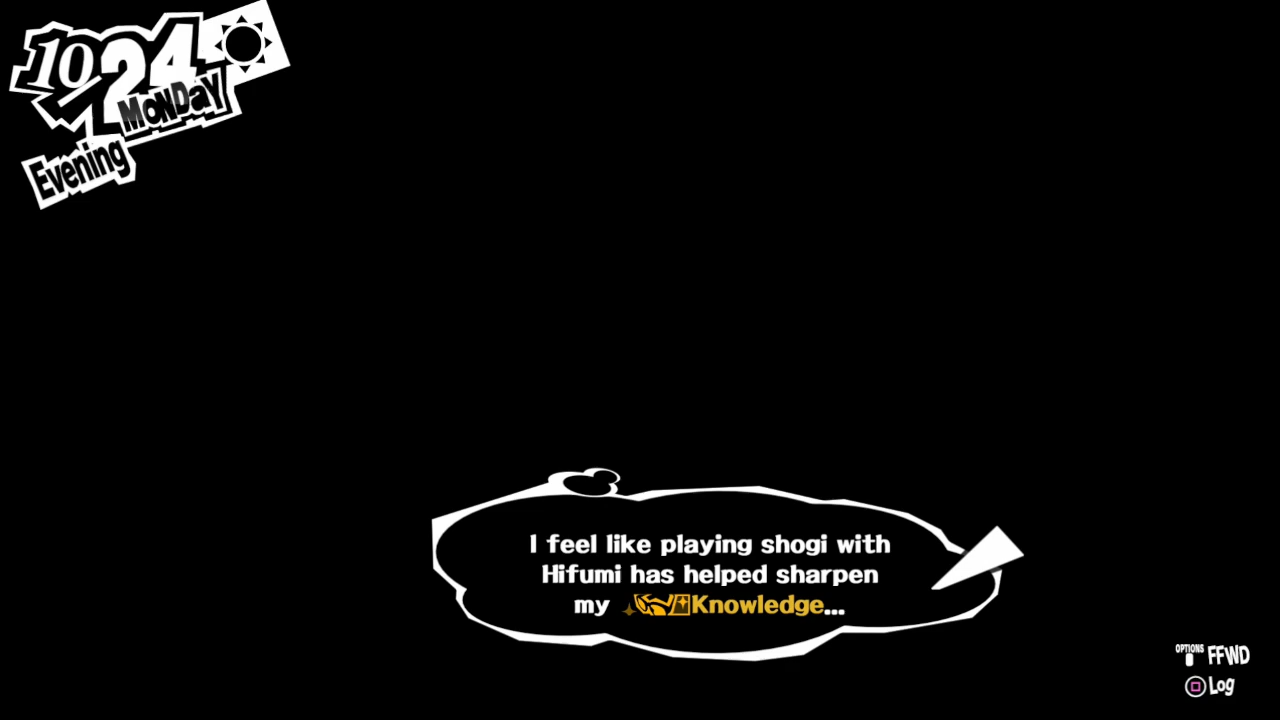 10/24
MONDAY
Evening
I feel like playing shogi with
Hifumi has helped sharpen
my Knowledge...
OPTIONS FFWD
Log